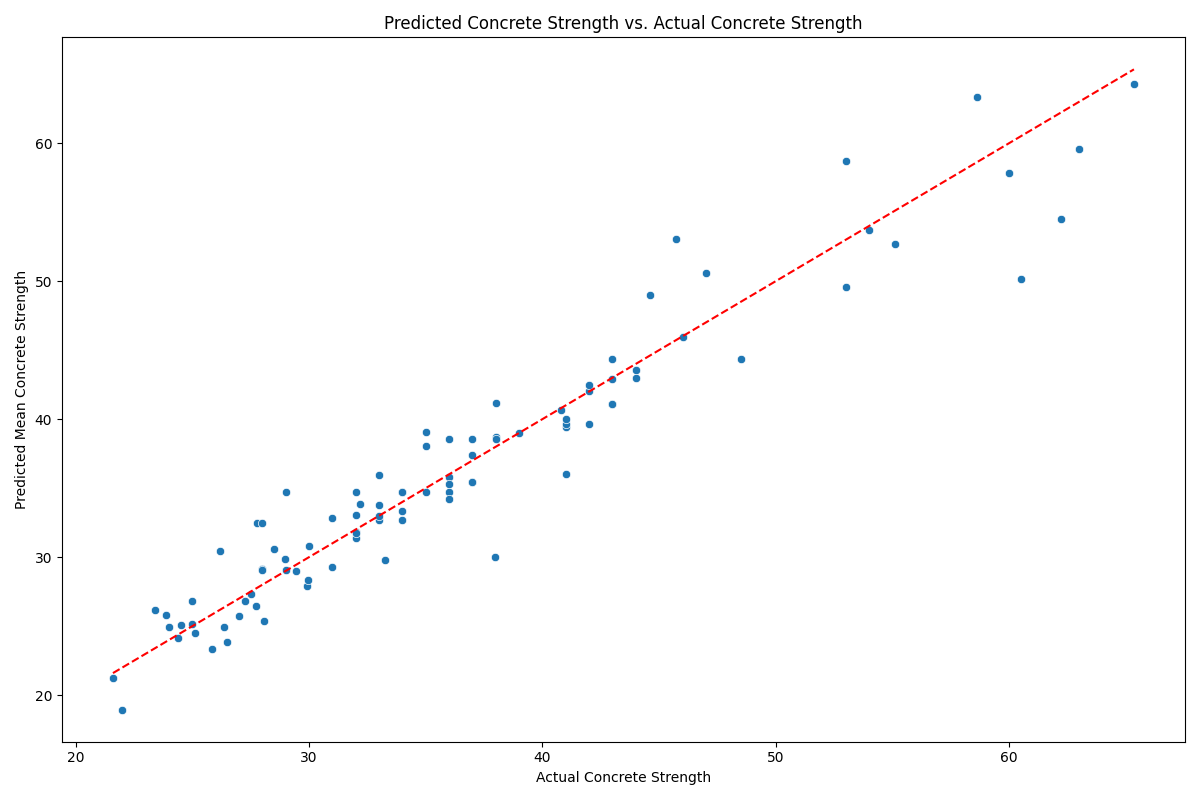 Predicted Concrete Strength vs. Actual Concrete Strength
Predicted Mean Concrete Strength
60
50
40
30
20
20 30 40 50 60
Actual Concrete Strength